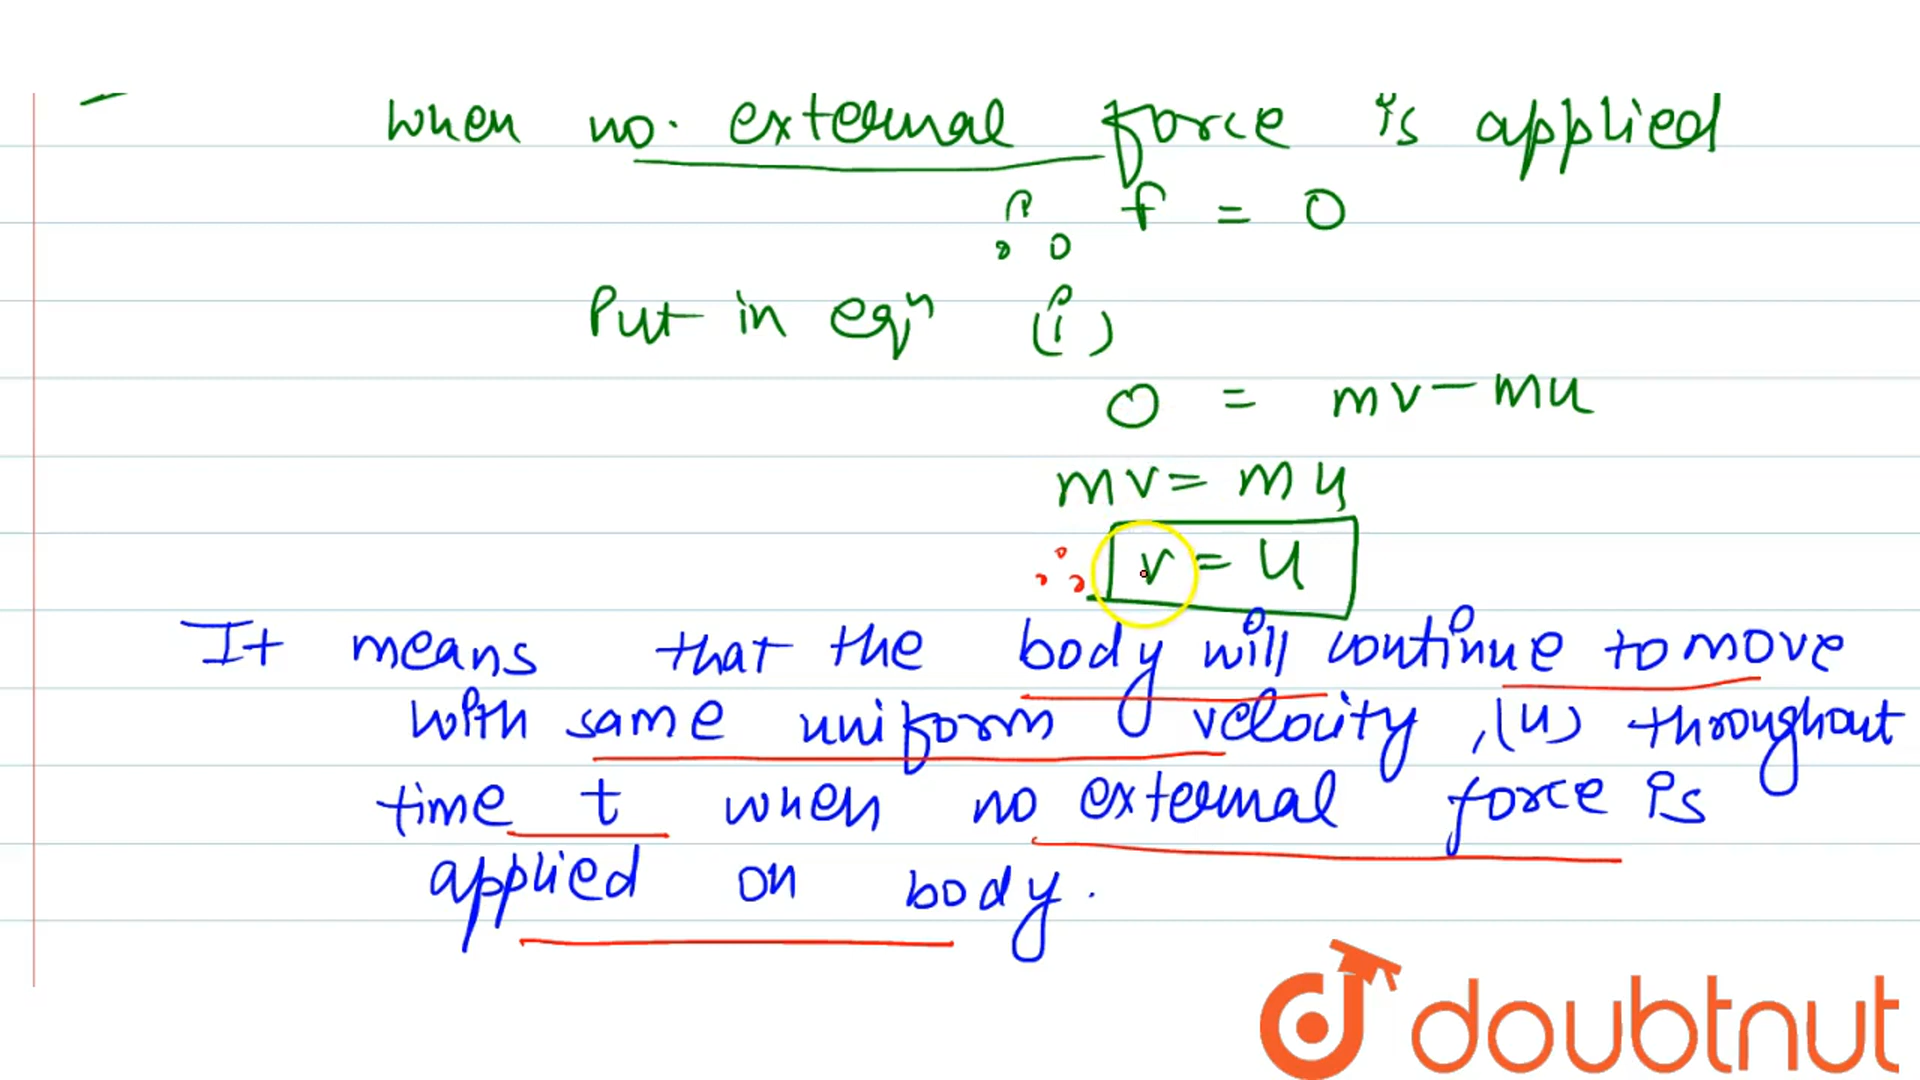 When no. external force is applied
∴ f = 0
Put in eqⁿ (i)
0 = mv - mu
mv = mu
∴ v = u
It means that the body will continue to move
with same uniform velocity, (u) throughout
time t when no external force is
applied on body.
doubtnut